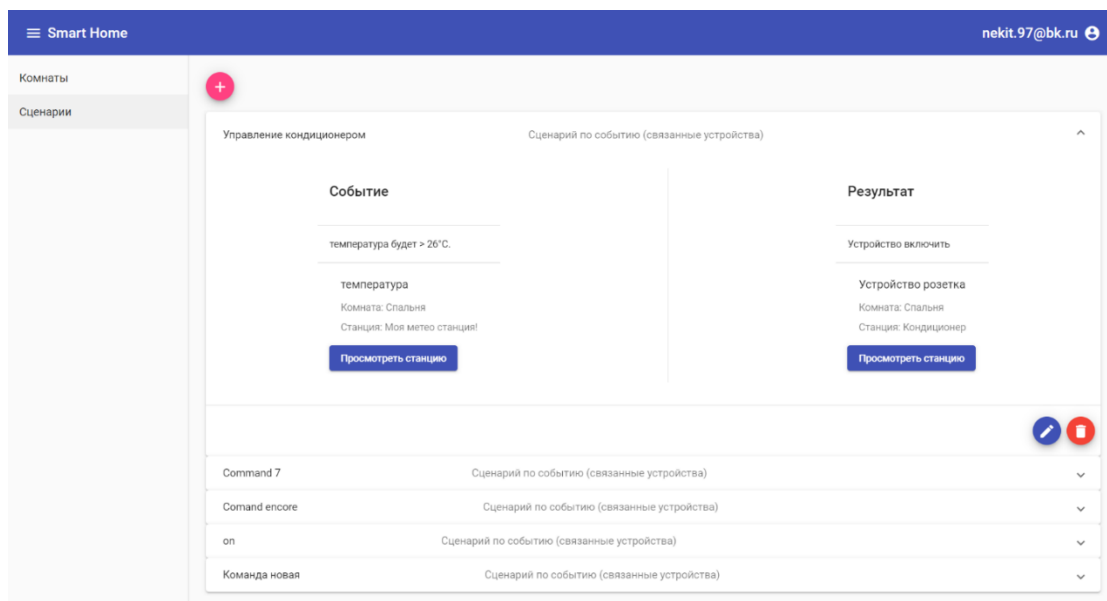 Smart Home
nekit.97@bk.ru
Комнаты
Сценарии
Управление кондиционером
Сценарий по событию (связанные устройства)
Событие
температура будет > 26°C.
температура
Комната: Спальня
Станция: Моя метео станция!
Просмотреть станцию
Результат
Устройство включить
Устройство розетка
Комната: Спальня
Станция: Кондиционер
Просмотреть станцию
Command 7
Сценарий по событию (связанные устройства)
Comand encore
Сценарий по событию (связанные устройства)
on
Сценарий по событию (связанные устройства)
Команда новая
Сценарий по событию (связанные устройства)